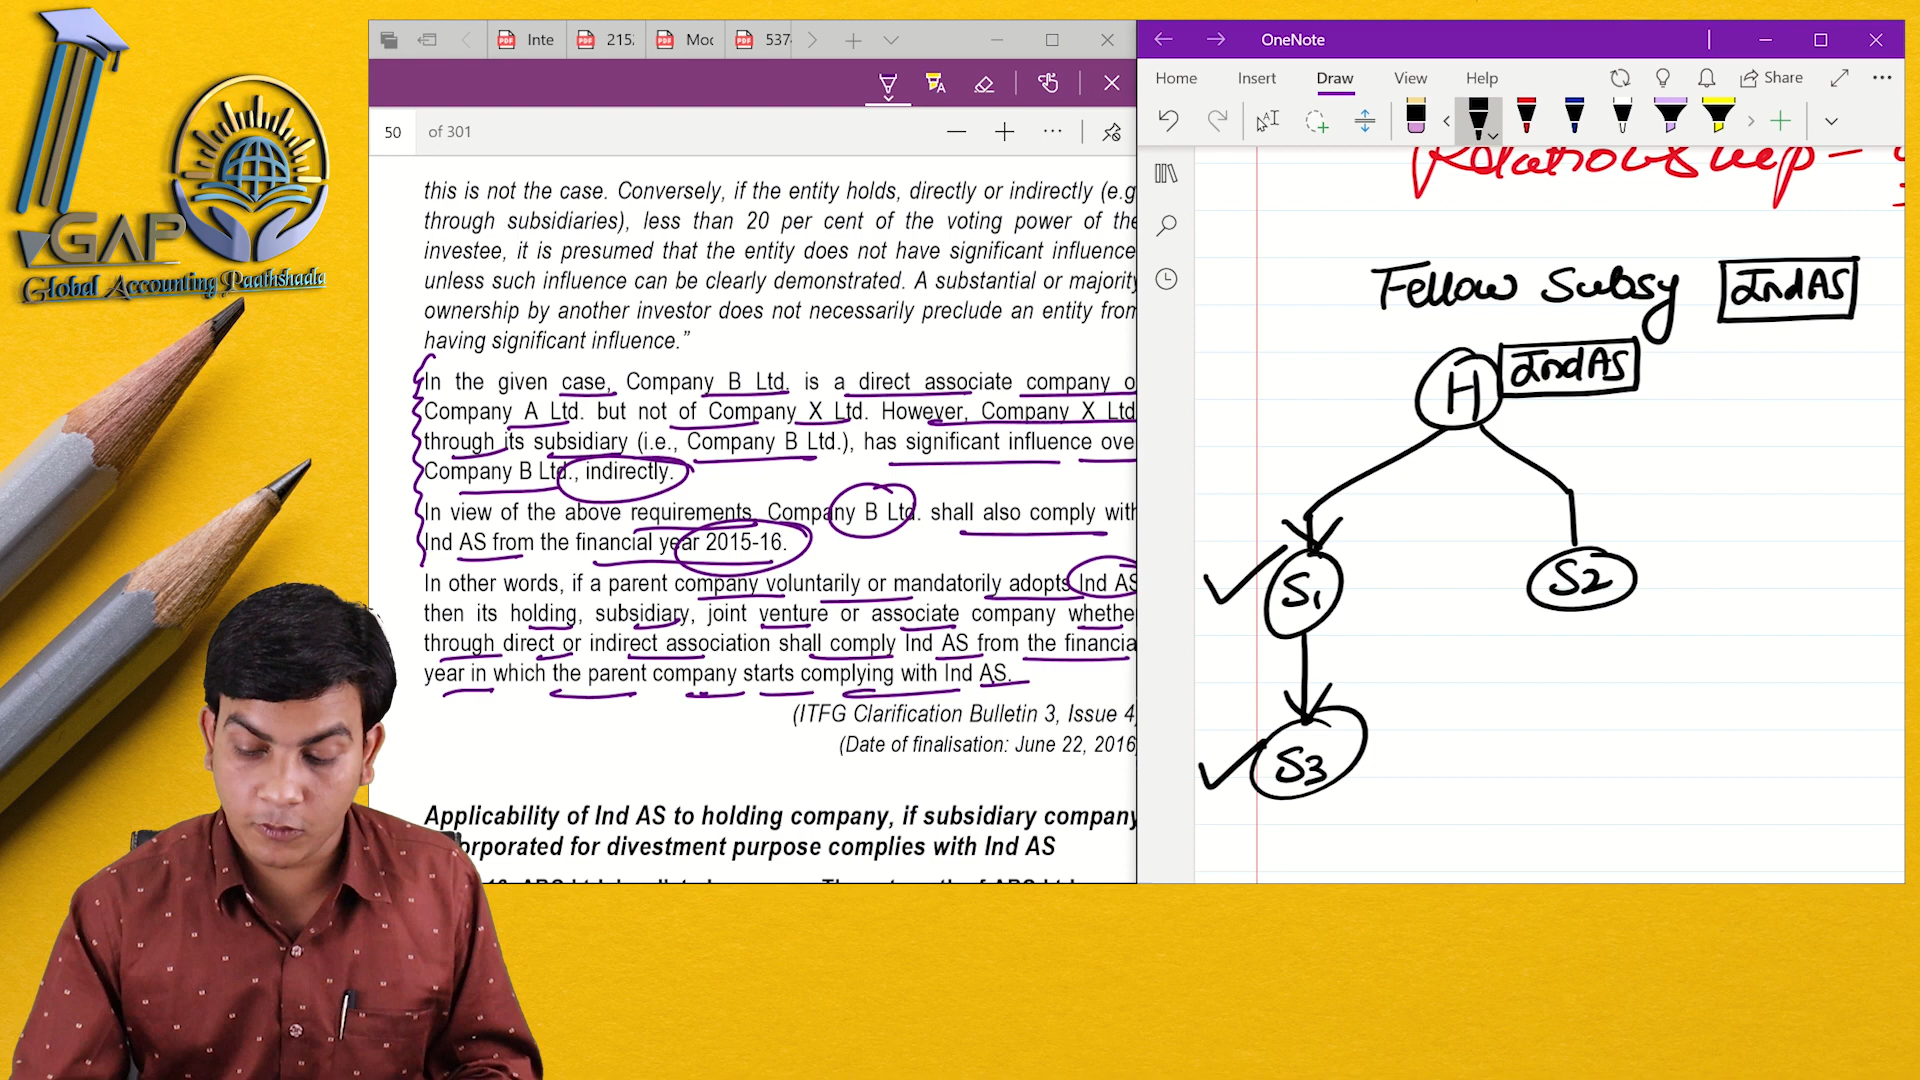 GAP
Global Accounting Paathshaala
Inte
215
Mo
537
50 of 301
this is not the case. Conversely, if the entity holds, directly or indirectly (e.g
through subsidiaries), less than 20 per cent of the voting power of the
investee, it is presumed that the entity does not have significant influence
unless such influence can be clearly demonstrated. A substantial or majority
ownership by another investor does not necessarily preclude an entity from
having significant influence.”
In the given case, Company B Ltd. is a direct associate company o
Company A Ltd. but not of Company X Ltd. However, Company X Ltd
through its subsidiary (i.e., Company B Ltd.), has significant influence ove
Company B Ltd., indirectly.
In view of the above requirements, Company B Ltd. shall also comply with
Ind AS from the financial year 2015-16.
In other words, if a parent company voluntarily or mandatorily adopts Ind AS
then its holding, subsidiary, joint venture or associate company whethe
through direct or indirect association shall comply Ind AS from the financia
year in which the parent company starts complying with Ind AS.
(ITFG Clarification Bulletin 3, Issue 4
(Date of finalisation: June 22, 2016
Applicability of Ind AS to holding company, if subsidiary company
orporated for divestment purpose complies with Ind AS
OneNote
Home Insert Draw View Help Share
Relationship -
Fellow Subsy Ind AS
H Ind AS
S1 S2
S3